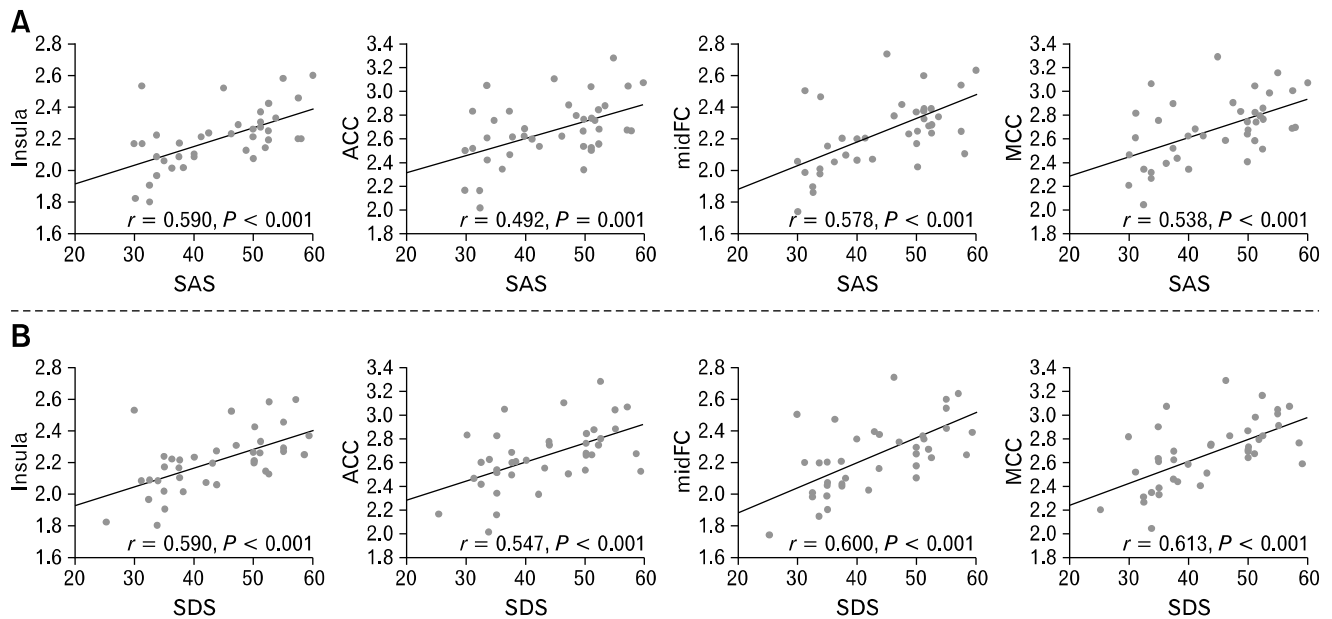 A
Insula
2.8
2.6
2.4
2.2
2.0
1.8
1.6
r = 0.590, P < 0.001
20 30 40 50 60
SAS
ACC
3.4
3.2
3.0
2.8
2.6
2.4
2.2
2.0
1.8
r = 0.492, P = 0.001
20 30 40 50 60
SAS
midFC
2.8
2.6
2.4
2.2
2.0
1.8
1.6
r = 0.578, P < 0.001
20 30 40 50 60
SAS
MCC
3.4
3.2
3.0
2.8
2.6
2.4
2.2
2.0
1.8
r = 0.538, P < 0.001
20 30 40 50 60
SAS
B
Insula
2.8
2.6
2.4
2.2
2.0
1.8
1.6
r = 0.590, P < 0.001
20 30 40 50 60
SDS
ACC
3.4
3.2
3.0
2.8
2.6
2.4
2.2
2.0
1.8
r = 0.547, P < 0.001
20 30 40 50 60
SDS
midFC
2.8
2.6
2.4
2.2
2.0
1.8
1.6
r = 0.600, P < 0.001
20 30 40 50 60
SDS
MCC
3.4
3.2
3.0
2.8
2.6
2.4
2.2
2.0
1.8
r = 0.613, P < 0.001
20 30 40 50 60
SDS